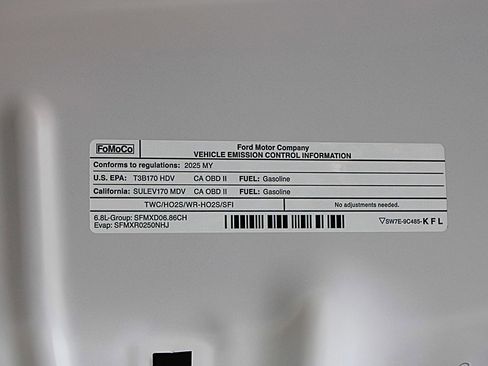 FoMoCo
Ford Motor Company
VEHICLE EMISSION CONTROL INFORMATION
Conforms to regulations: 2025 MY
U.S. EPA: T3B170 HDV CA OBD II FUEL: Gasoline
California: SULEV170 MDV CA OBD II FUEL: Gasoline
TWC/HO2S/WR-HO2S/SFI No adjustments needed.
6.8L-Group: SFMXD06.86CH
Evap: SFMXR0250NHJ
SW7E-9C485-KFL